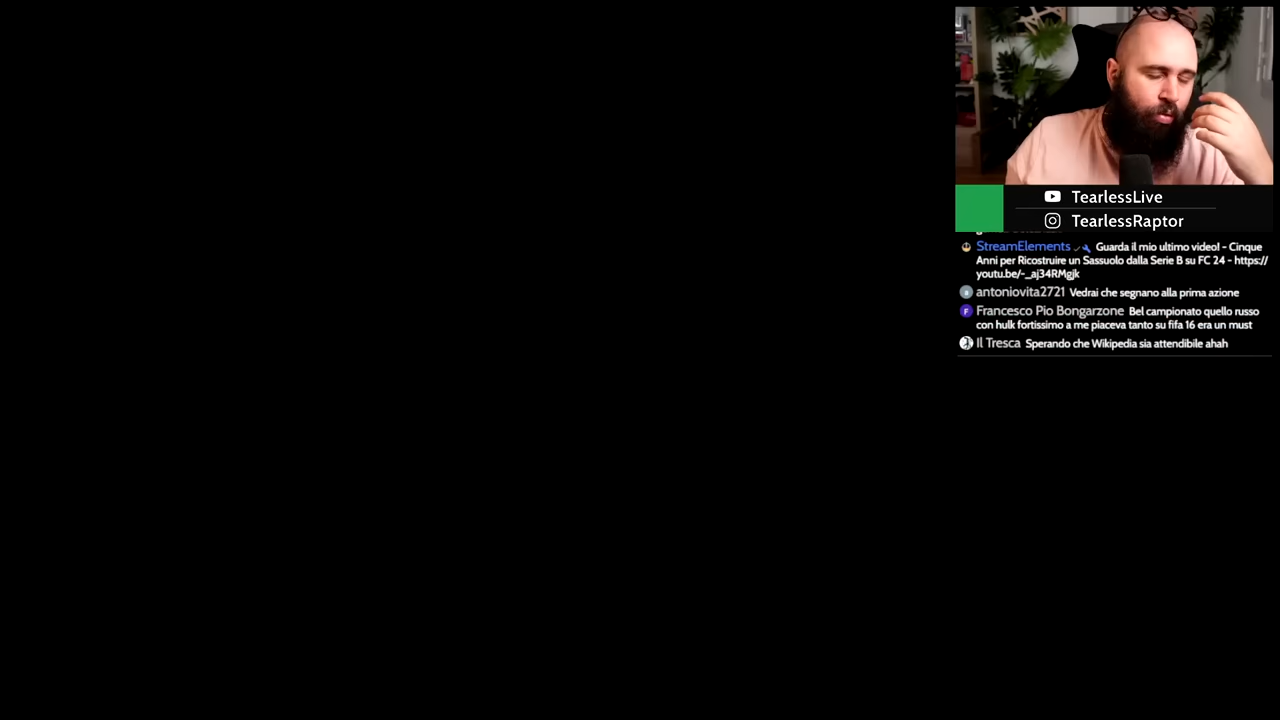 TearlessLive
TearlessRaptor
StreamElements Guarda il mio ultimo video! - Cinque
Anni per Ricostruire un Sassuolo dalla Serie B su FC 24 - https://
youtu.be/-_aj34RMgjk
antoniovita2721 Vedrai che segnano alla prima azione
Francesco Pio Bongarzone Bel campionato quello russo
con hulk fortissimo a me piaceva tanto su fifa 16 era un must
Il Tresca Sperando che Wikipedia sia attendibile ahah